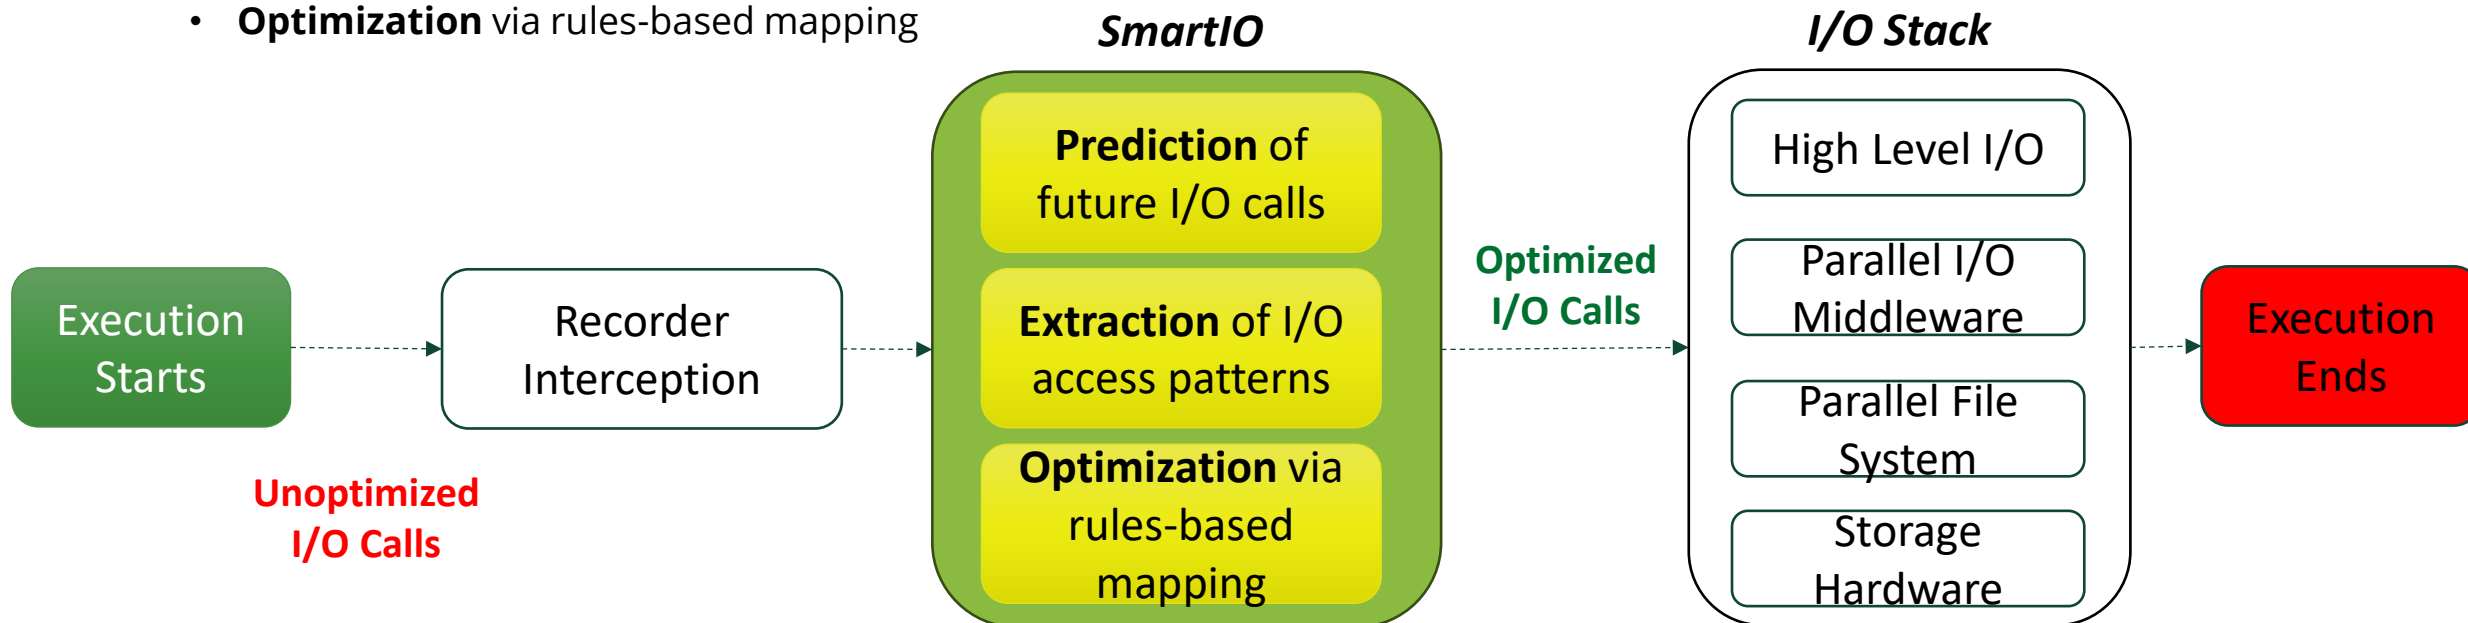 • Optimization via rules-based mapping
SmartIO
I/O Stack
Execution
Starts
Unoptimized
I/O Calls
Recorder
Interception
Prediction of
future I/O calls
Extraction of I/O
access patterns
Optimization via
rules-based
mapping
Optimized
I/O Calls
High Level I/O
Parallel I/O
Middleware
Parallel File
System
Storage
Hardware
Execution
Ends